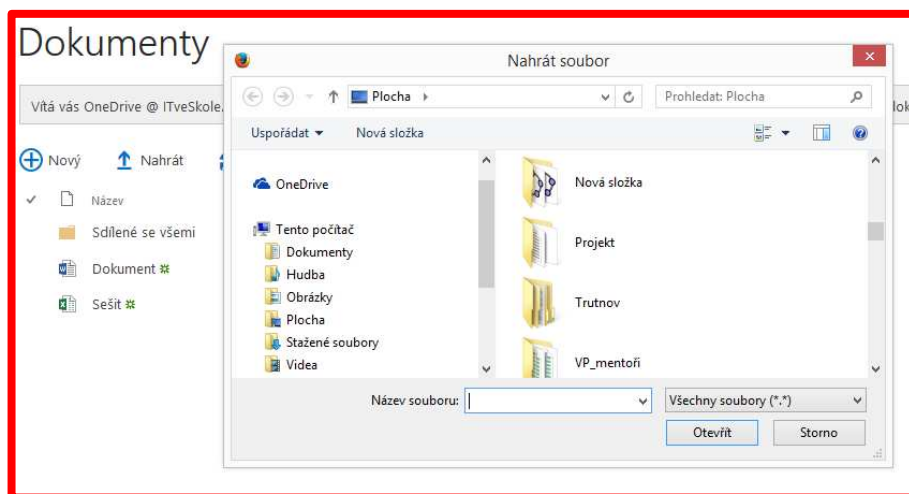 Dokumenty
Vítá vás OneDrive @ ITveSkole.
Nový Nahrát
Název
Sdílené se všemi
Dokument
Sešit
Nahrát soubor
Plocha
Prohledat: Plocha
Uspořádat Nová složka
OneDrive
Tento počítač
Dokumenty
Hudba
Obrázky
Plocha
Stažené soubory
Videa
Nová složka
Projekt
Trutnov
VP_mentoři
Název souboru:
Všechny soubory (*.*)
Otevřít Storno